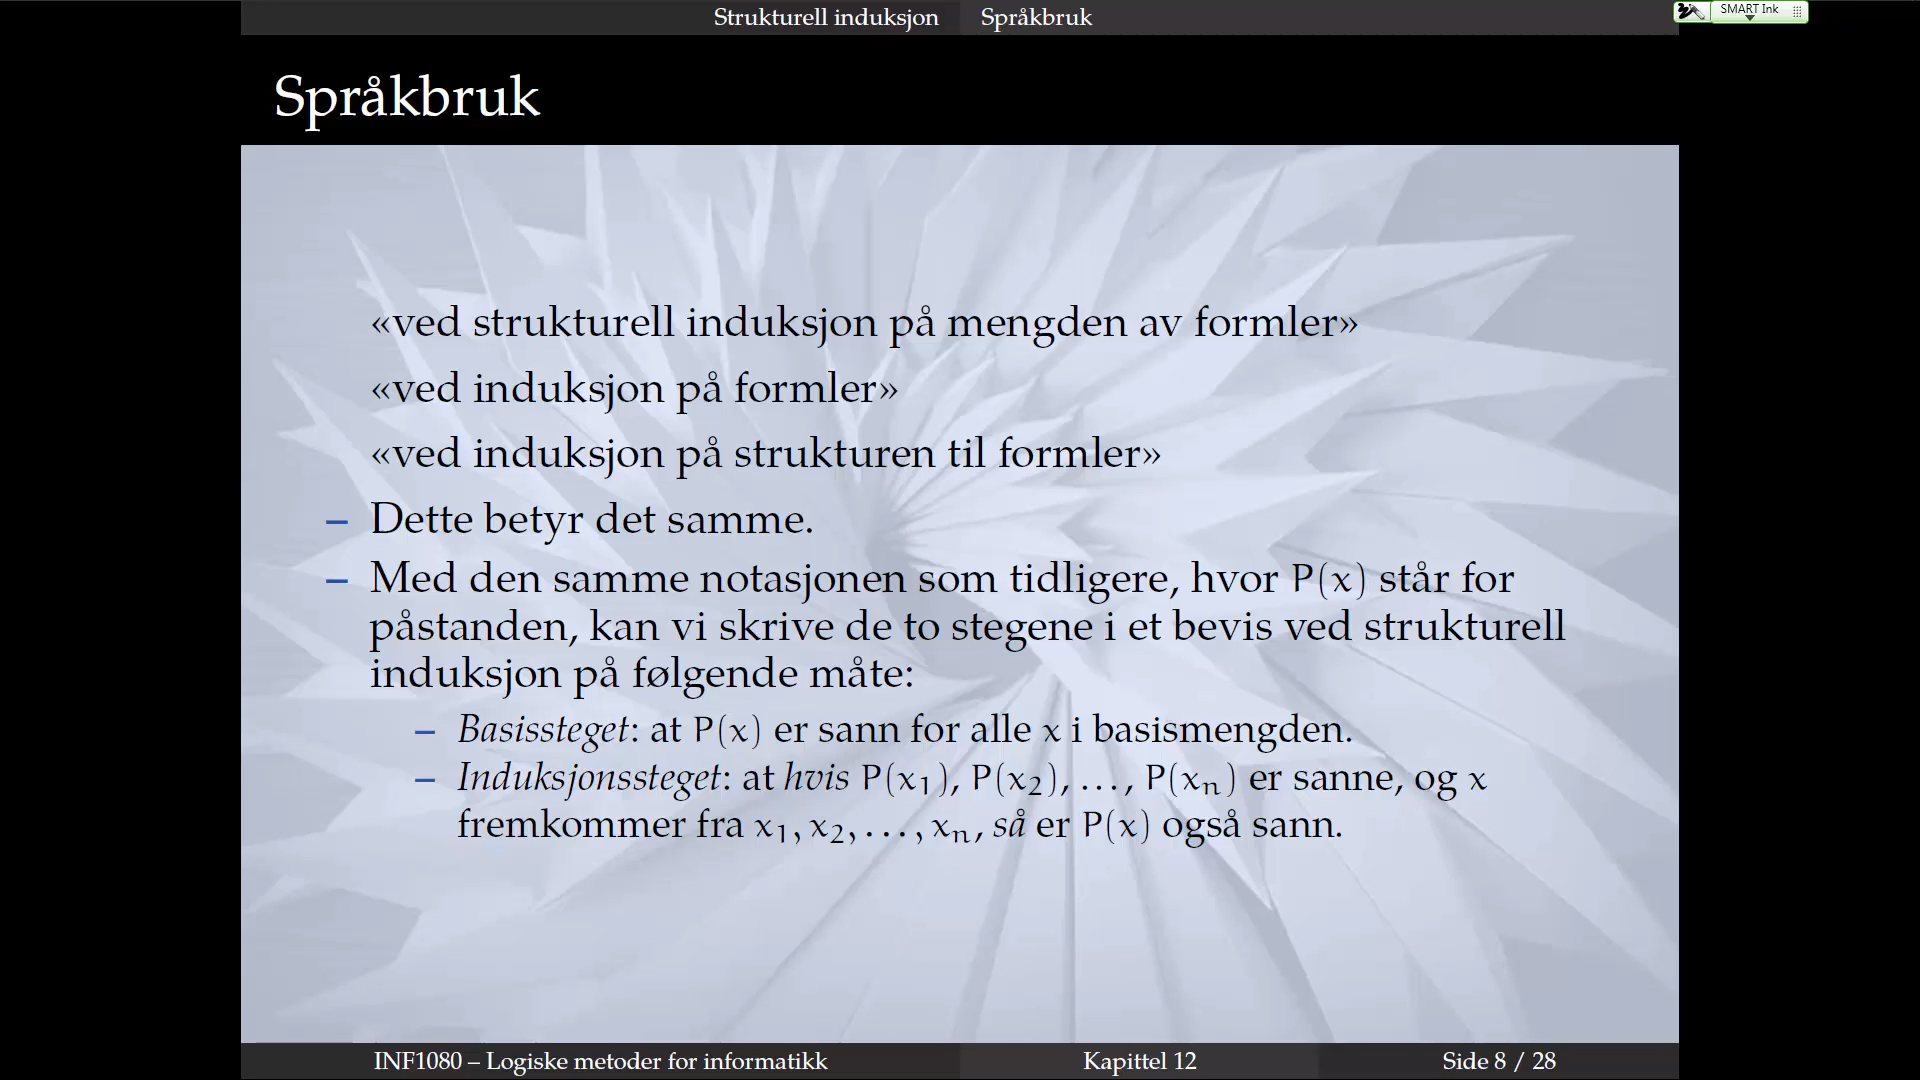 Strukturell induksjon Språkbruk
SMART Ink
Språkbruk
«ved strukturell induksjon på mengden av formler»
«ved induksjon på formler»
«ved induksjon på strukturen til formler»
– Dette betyr det samme.
– Med den samme notasjonen som tidligere, hvor P(x) står for
påstanden, kan vi skrive de to stegene i et bevis ved strukturell
induksjon på følgende måte:
– Basissteget: at P(x) er sann for alle x i basismengden.
– Induksjonssteget: at hvis P(x₁), P(x₂), ..., P(xₙ) er sanne, og x
fremkommer fra x₁, x₂, ..., xₙ, så er P(x) også sann.
INF1080 – Logiske metoder for informatikk Kapittel 12 Side 8 / 28